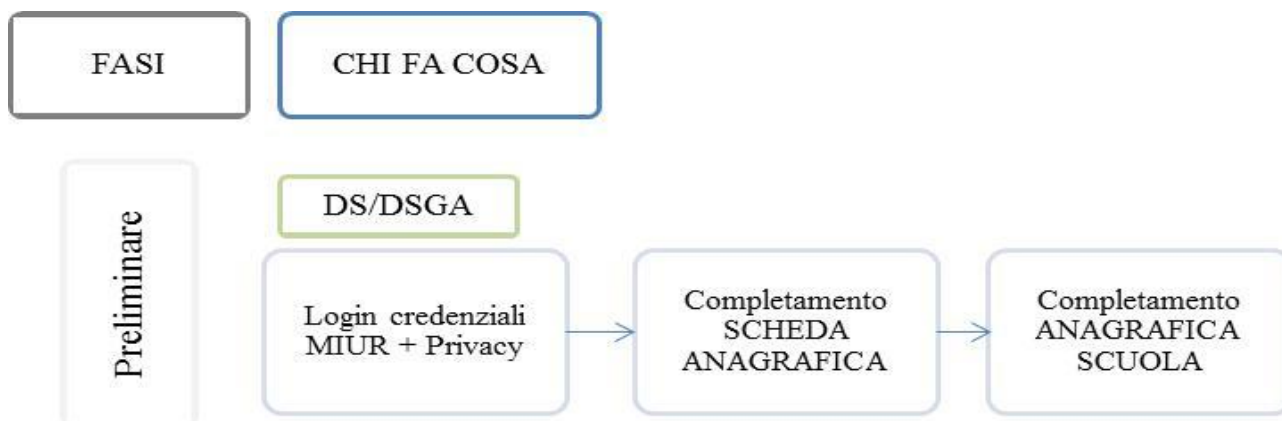 FASI
CHI FA COSA
Preliminare
DS/DSGA
Login credenziali
MIUR + Privacy
Completamento
SCHEDA
ANAGRAFICA
Completamento
ANAGRAFICA
SCUOLA